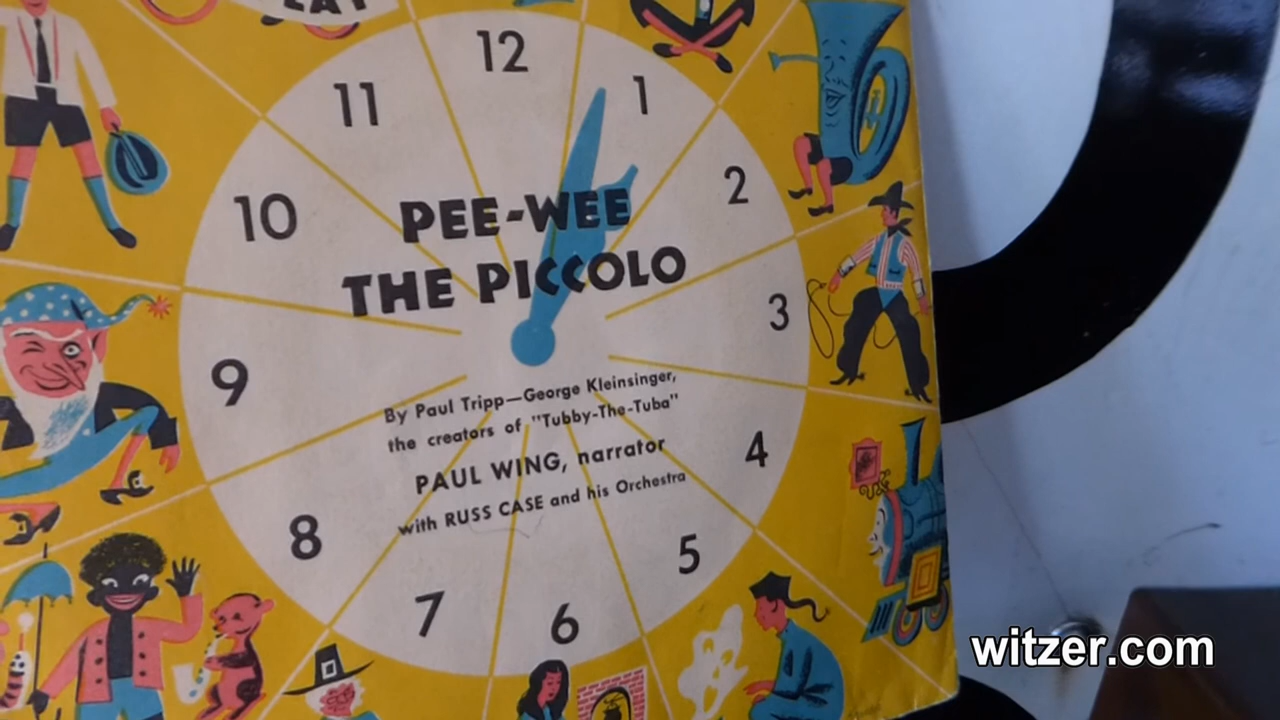 LAY
12
11
1
10
2
PEE-WEE
THE PICCOLO
3
9
By Paul Tripp—George Kleinsinger,
the creators of "Tubby-The-Tuba"
PAUL WING, narrator
with RUSS CASE and his Orchestra
4
8
5
7
6
witzer.com